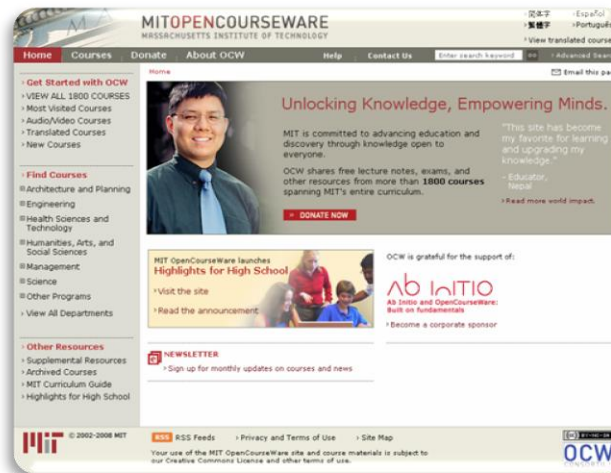 MITOPENCOURSEWARE
MASSACHUSETTS INSTITUTE OF TECHNOLOGY
简体字 Español
繁體字 Português
View translated course
Home Courses Donate About OCW Help Contact Us Enter search keyword GO Advanced Sear
Get Started with OCW
VIEW ALL 1800 COURSES
Most Visited Courses
Audio/Video Courses
Translated Courses
New Courses
Find Courses
Architecture and Planning
Engineering
Health Sciences and
Technology
Humanities, Arts, and
Social Sciences
Management
Science
Other Programs
View All Departments
Other Resources
Supplemental Resources
Archived Courses
MIT Curriculum Guide
Highlights for High School
Home
Email this pa
Unlocking Knowledge, Empowering Minds.
MIT is committed to advancing education and
discovery through knowledge open to
everyone.
OCW shares free lecture notes, exams, and
other resources from more than 1800 courses
spanning MIT's entire curriculum.
DONATE NOW
"This site has become
my favorite for learning
and upgrading my
knowledge."
- Educator,
Nepal
Read more world impact.
MIT OpenCourseWare launches
Highlights for High School
Visit the site
Read the announcement
OCW is grateful for the support of:
Ab Initio
Ab Initio and OpenCourseWare:
Built on fundamentals
Become a corporate sponsor
NEWSLETTER
Sign up for monthly updates on courses and news
© 2002-2008 MIT
RSS RSS Feeds Privacy and Terms of Use Site Map
Your use of the MIT OpenCourseWare site and course materials is subject to
our Creative Commons License and other terms of use.
OCW